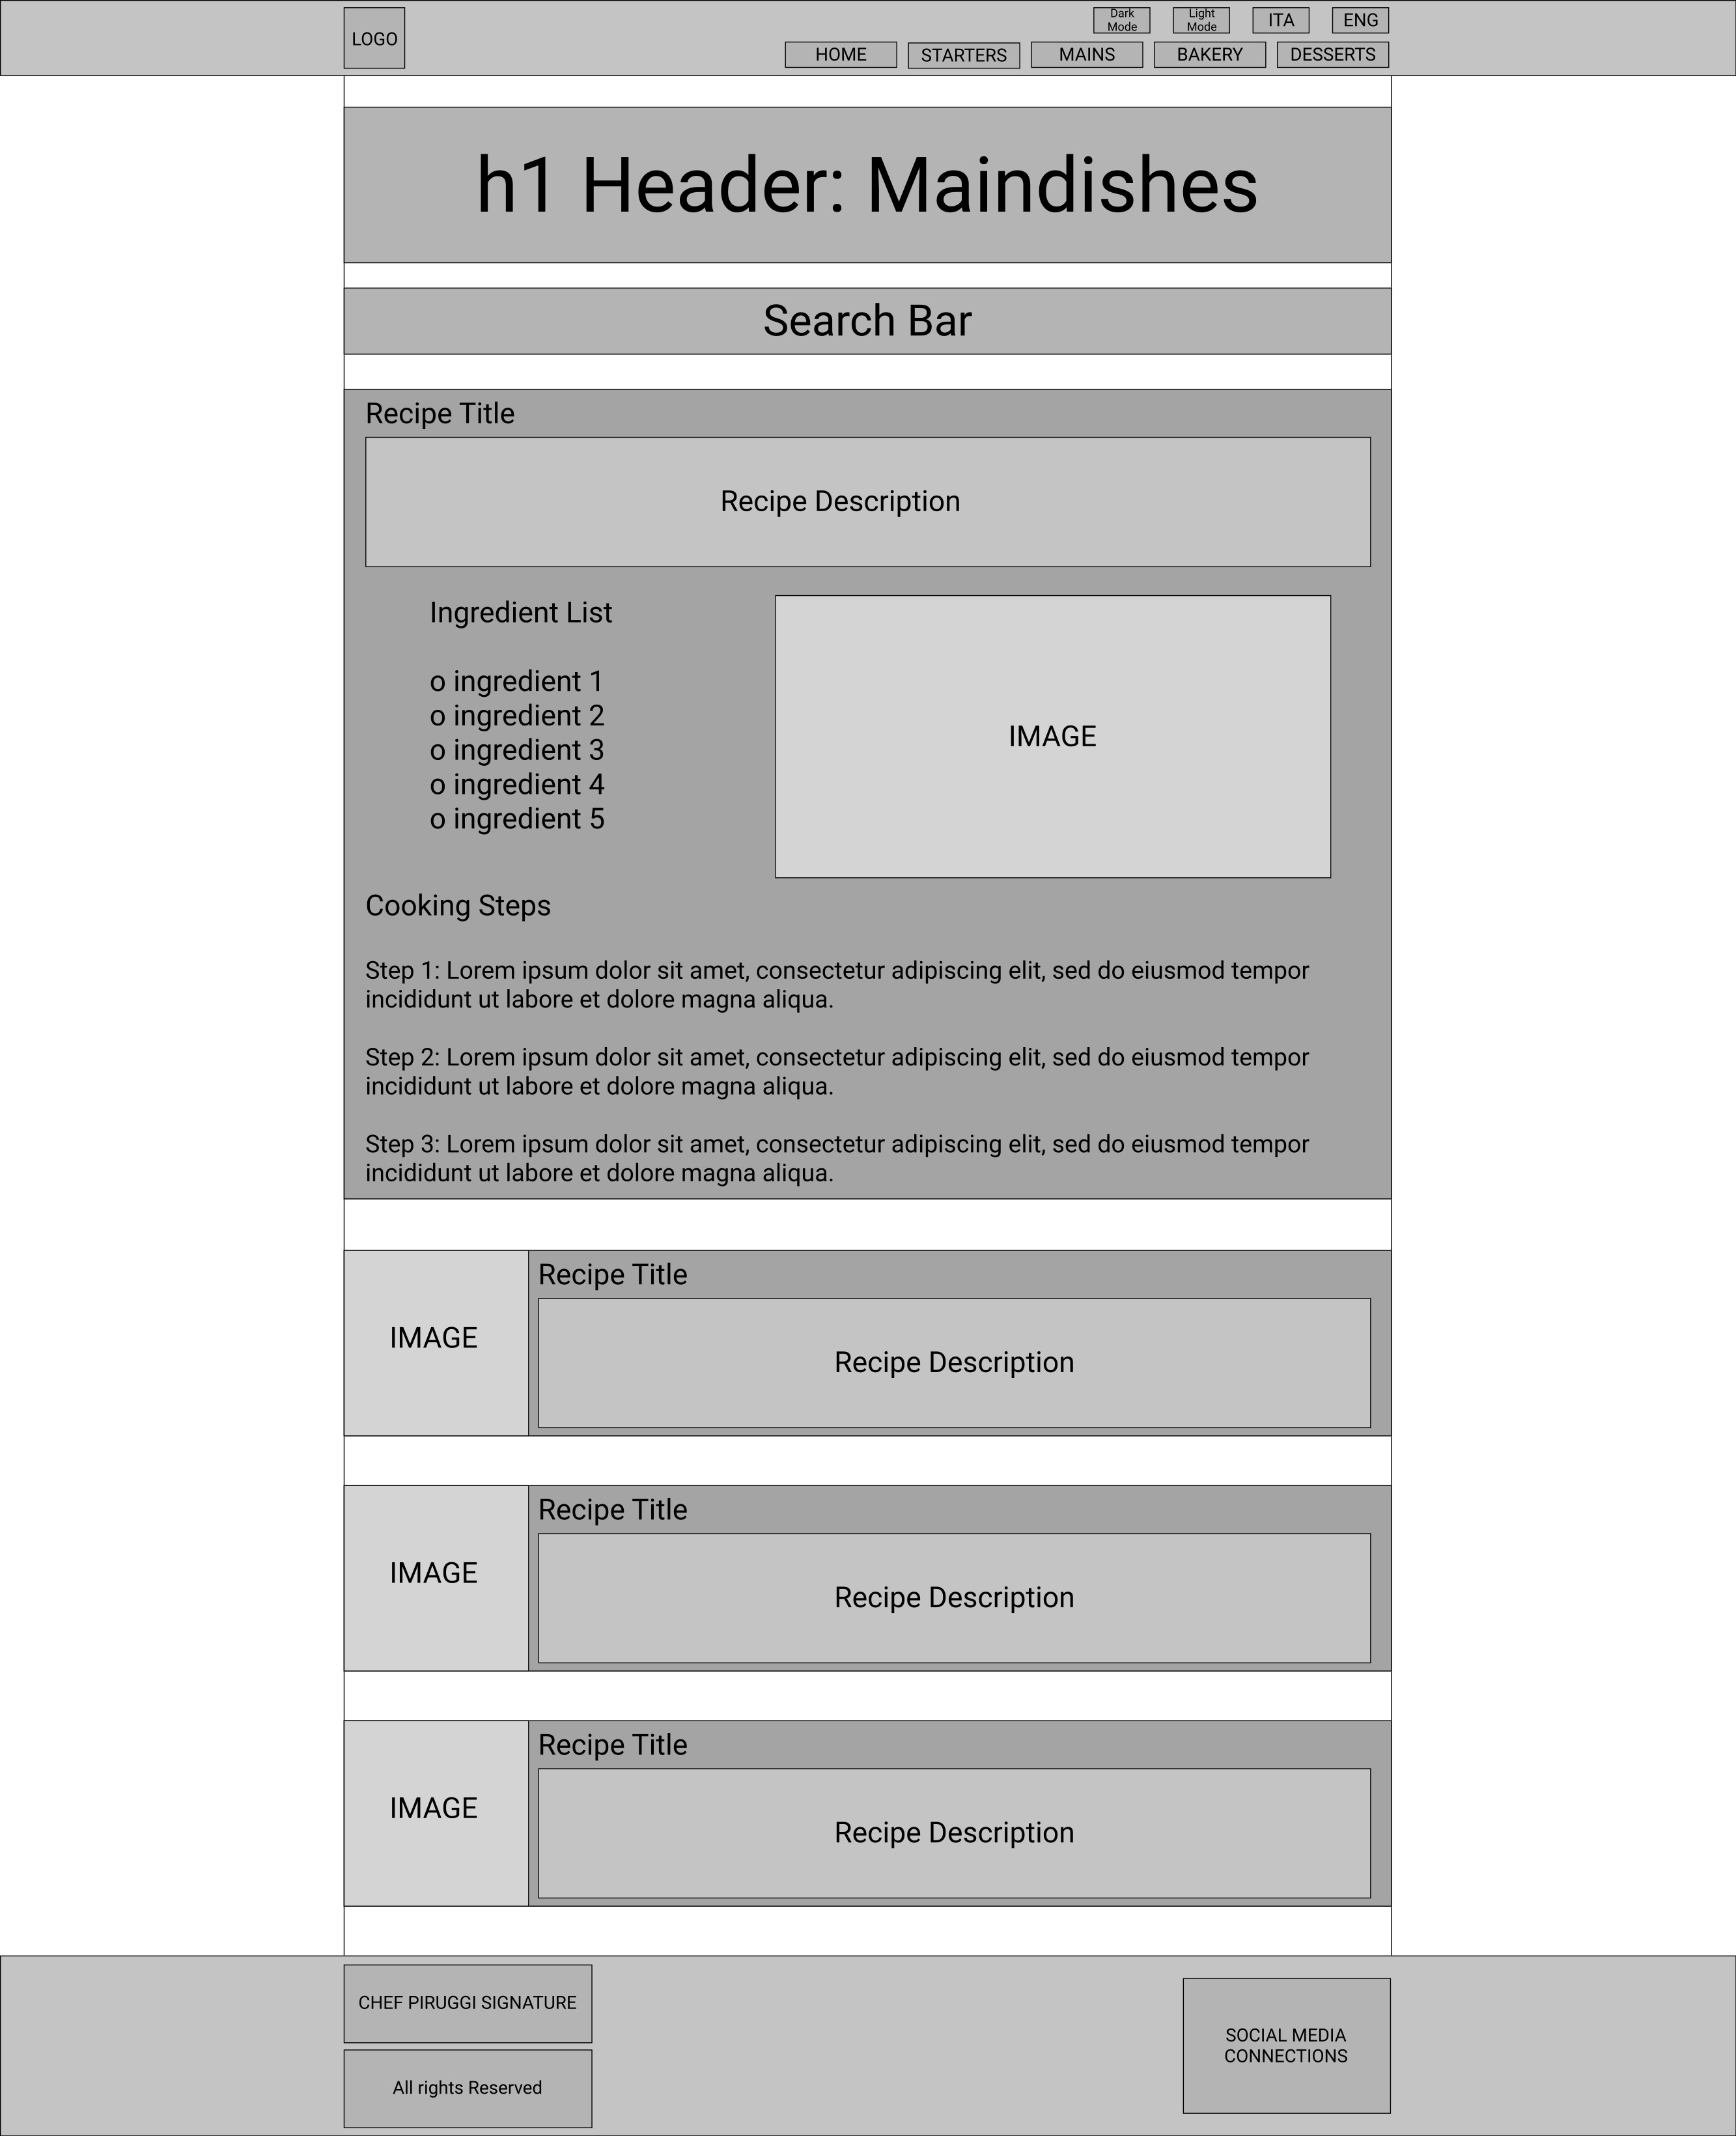 LOGO
Dark
Mode
Light
Mode
ITA
ENG
HOME
STARTERS
MAINS
BAKERY
DESSERTS
h1 Header: Maindishes
Search Bar
Recipe Title
Recipe Description
Ingredient List
o ingredient 1
o ingredient 2
o ingredient 3
o ingredient 4
o ingredient 5
IMAGE
Cooking Steps
Step 1: Lorem ipsum dolor sit amet, consectetur adipiscing elit, sed do eiusmod tempor
incididunt ut labore et dolore magna aliqua.
Step 2: Lorem ipsum dolor sit amet, consectetur adipiscing elit, sed do eiusmod tempor
incididunt ut labore et dolore magna aliqua.
Step 3: Lorem ipsum dolor sit amet, consectetur adipiscing elit, sed do eiusmod tempor
incididunt ut labore et dolore magna aliqua.
IMAGE
Recipe Title
Recipe Description
IMAGE
Recipe Title
Recipe Description
IMAGE
Recipe Title
Recipe Description
CHEF PIRUGGI SIGNATURE
All rights Reserved
SOCIAL MEDIA
CONNECTIONS